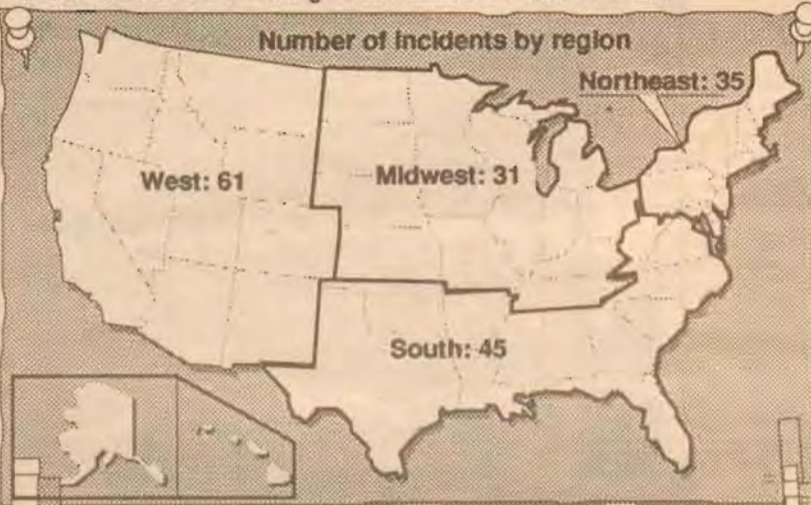 Number of incidents by region
Northeast: 35
West: 61
Midwest: 31
South: 45